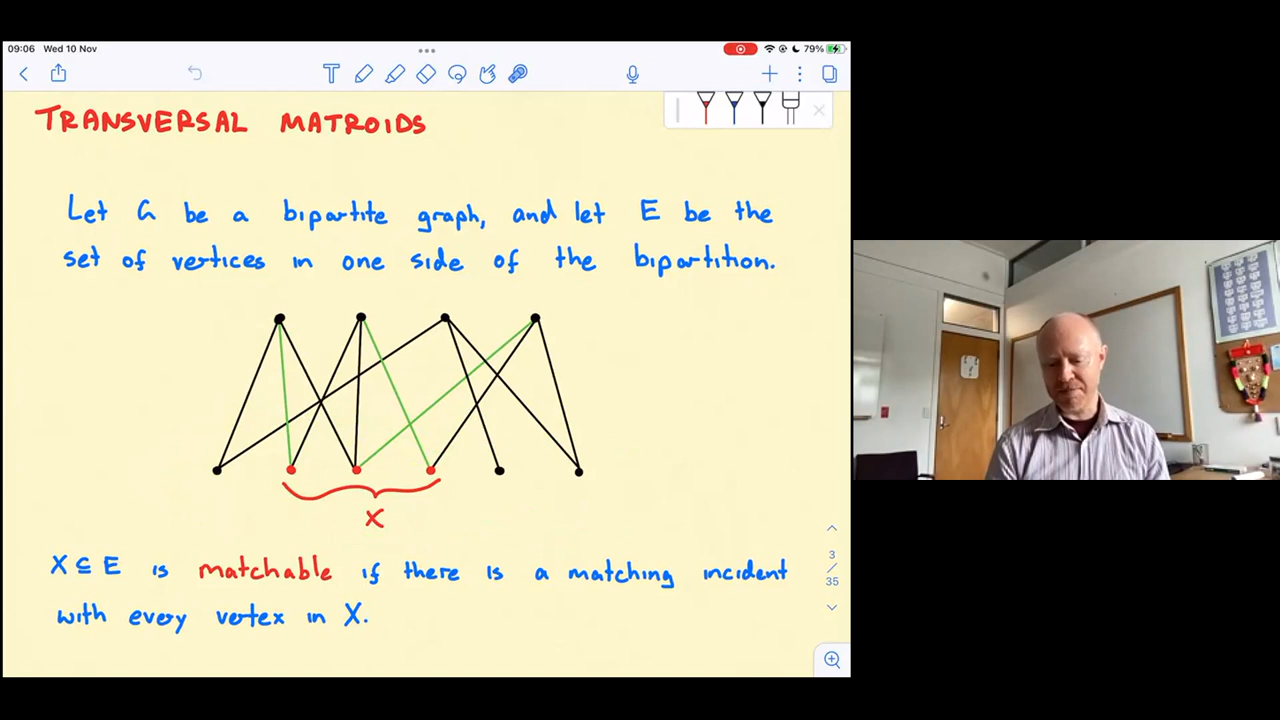 09:06 Wed 10 Nov
79%
TRANSVERSAL MATROIDS
Let G be a bipartite graph, and let E be the
set of vertices in one side of the bipartition.
X
X ⊆ E is matchable if there is a matching incident
with every vertex in X.
3
/
35